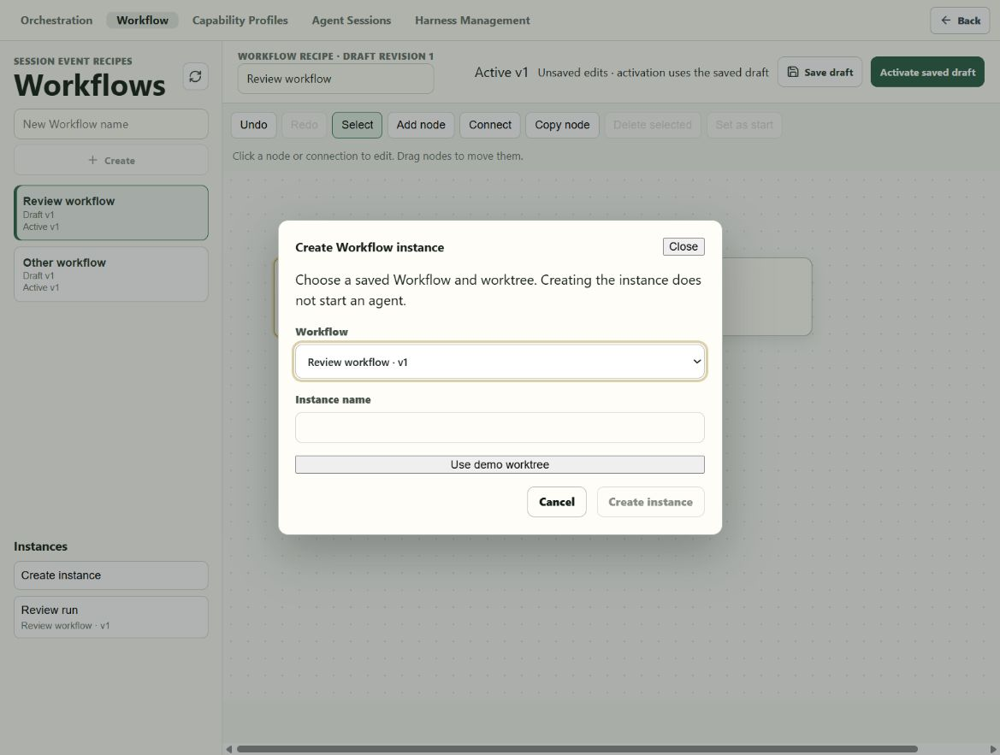 Orchestration
Workflow
Capability Profiles
Agent Sessions
Harness Management
Back
SESSION EVENT RECIPES
Workflows
New Workflow name
Create
Review workflow
Draft v1
Active v1
Other workflow
Draft v1
Active v1
Instances
Create instance
Review run
Review workflow · v1
WORKFLOW RECIPE · DRAFT REVISION 1
Review workflow
Active v1
Unsaved edits · activation uses the saved draft
Save draft
Activate saved draft
Undo
Redo
Select
Add node
Connect
Copy node
Delete selected
Set as start
Click a node or connection to edit. Drag nodes to move them.
Create Workflow instance
Close
Choose a saved Workflow and worktree. Creating the instance does
not start an agent.
Workflow
Review workflow · v1
Instance name
Use demo worktree
Cancel
Create instance